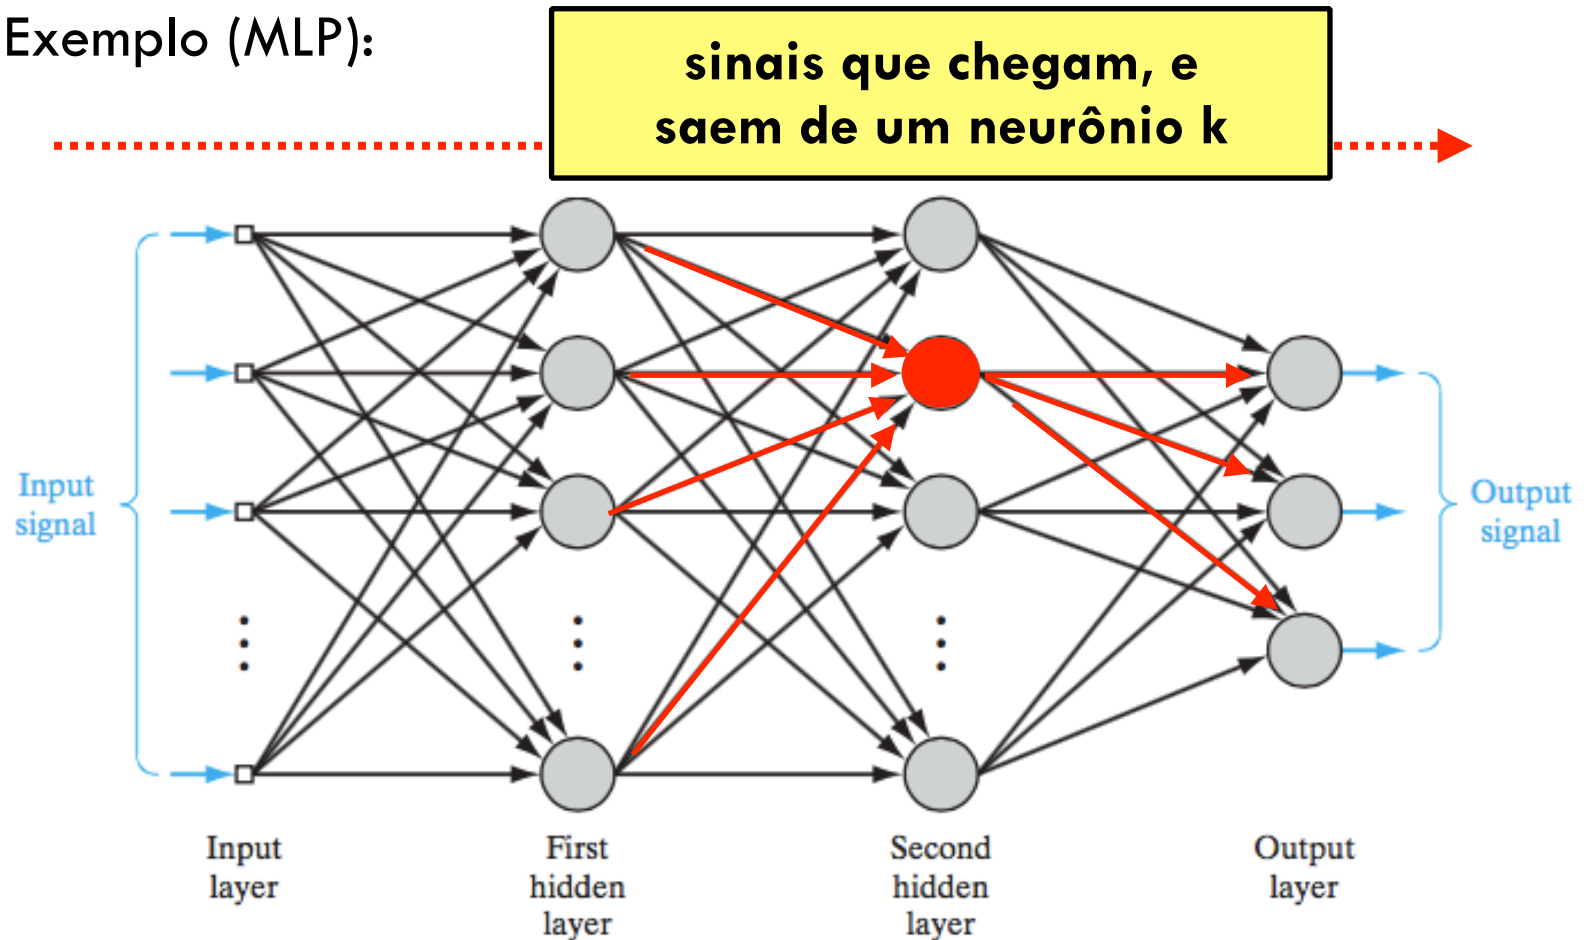 Exemplo (MLP):
sinais que chegam, e
saem de um neurônio k
Input
signal
Output
signal
Input
layer
First
hidden
layer
Second
hidden
layer
Output
layer